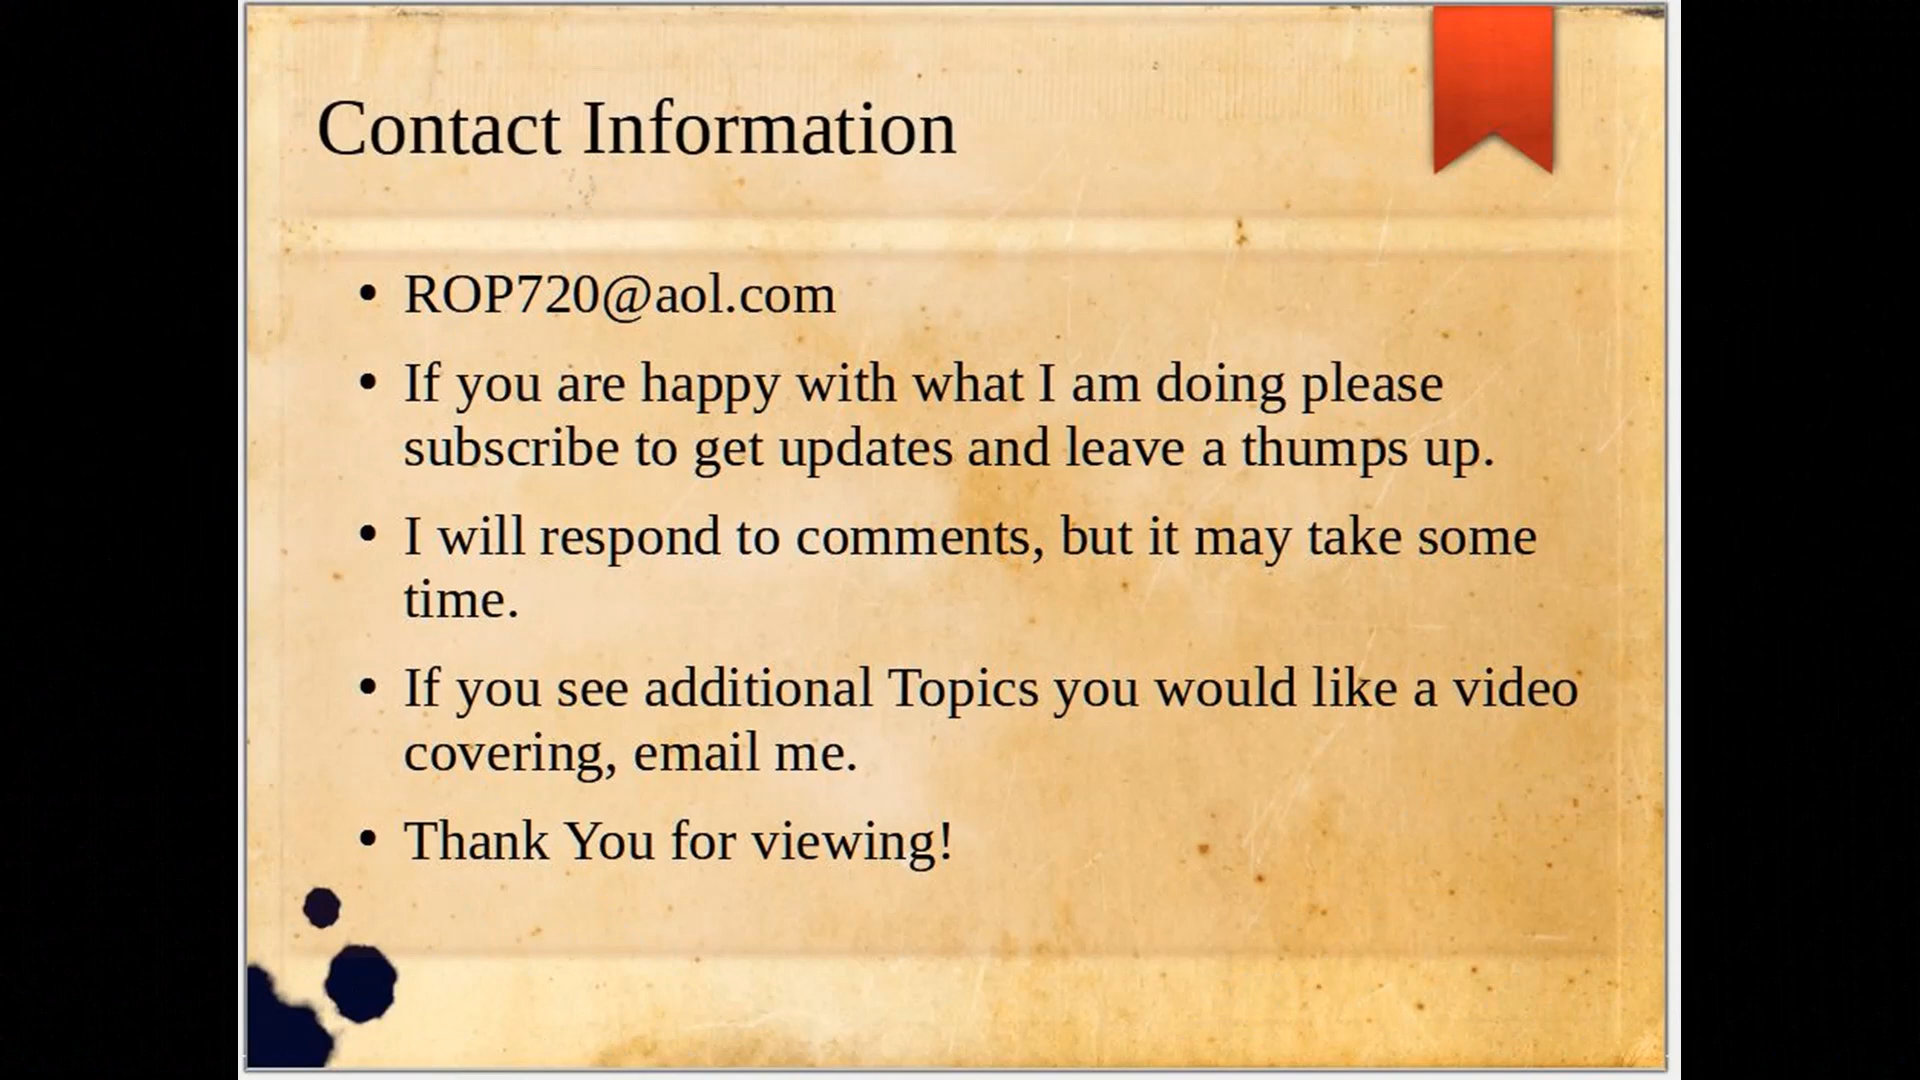 Contact Information
• ROP720@aol.com
• If you are happy with what I am doing please
subscribe to get updates and leave a thumps up.
• I will respond to comments, but it may take some
time.
• If you see additional Topics you would like a video
covering, email me.
• Thank You for viewing!